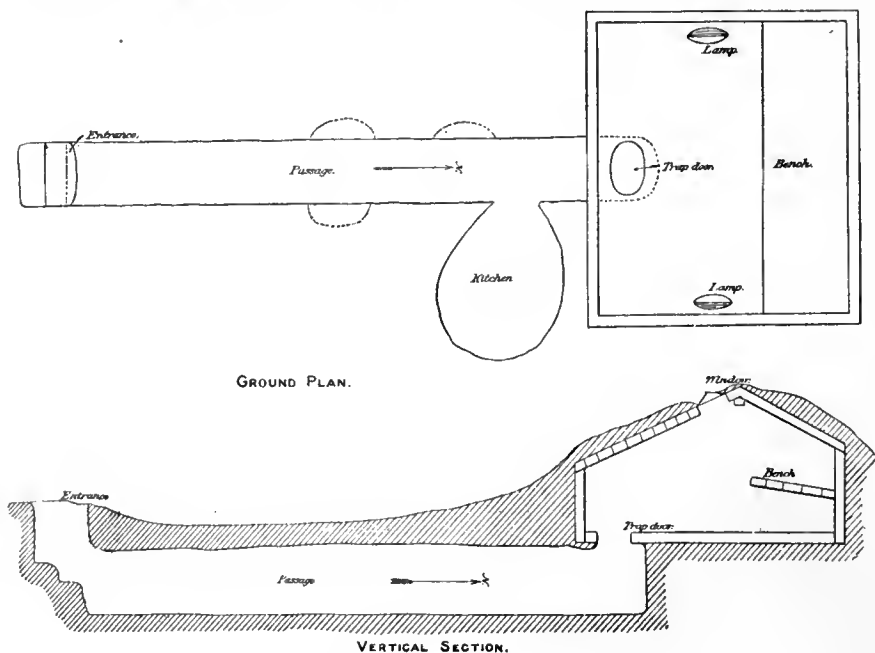 Lamp.
Entrance.
Passage.
Trap door.
Bench.
Lamp.
Kitchen
GROUND PLAN.
Window.
Entrance
Bench
Trap door.
Passage
VERTICAL SECTION.